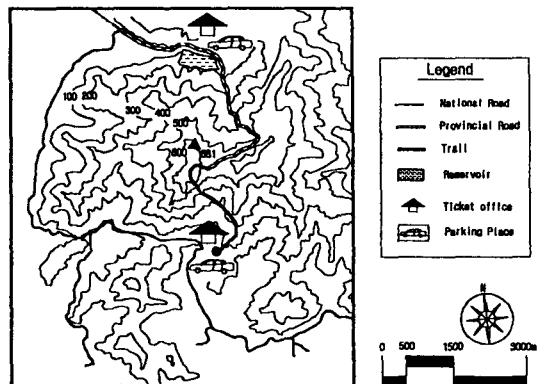 100 200
300
400
500
600
681
Legend
National Road
Provincial Road
Trail
Reservoir
Ticket office
Parking Place
N
0 500 1500 3000m